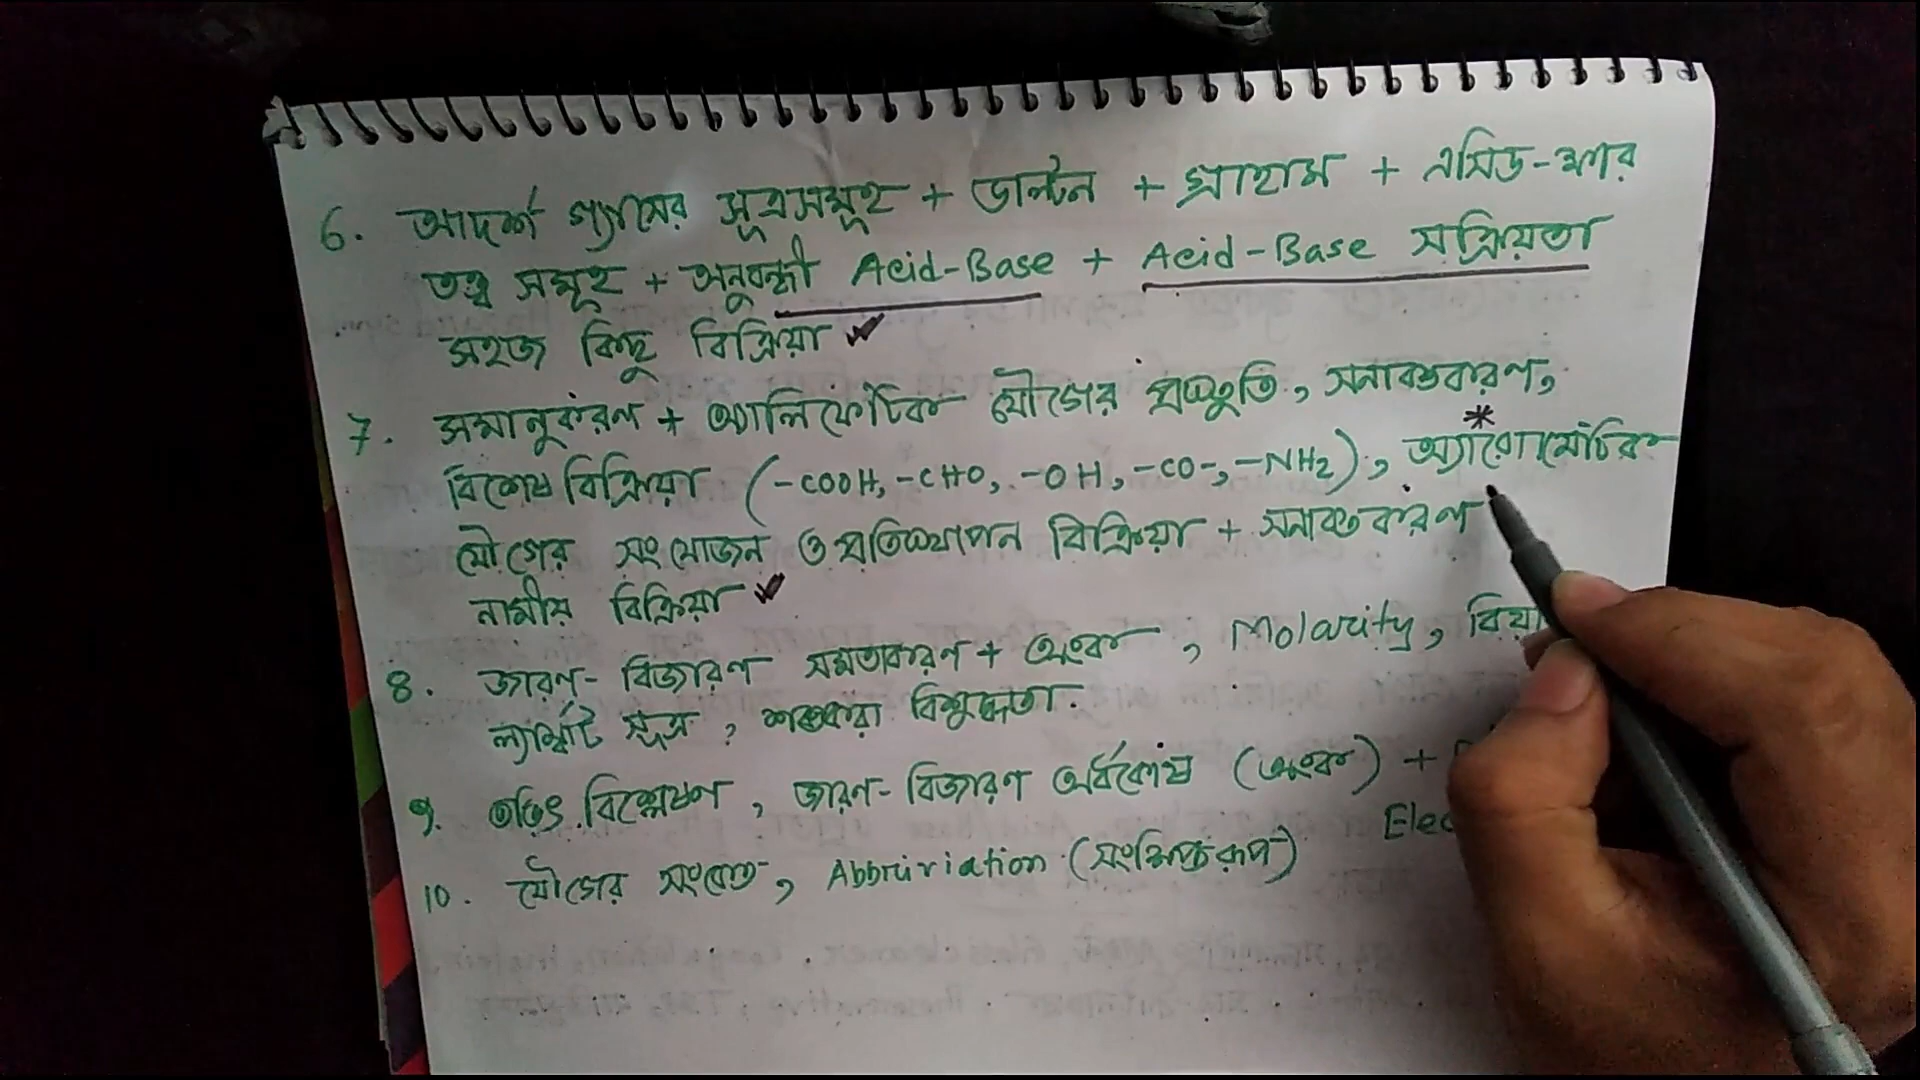 6. আদর্শ গ্যাসের সূত্রসমূহ + ডাল্টন + গ্রাহাম + এসিড-ক্ষার
তত্ত্ব সমূহ + অনুবন্ধী Acid-Base + Acid-Base সক্রিয়তা
সহজ কিছু বিক্রিয়া
7. সমানুকরণ + অ্যালিফেটিক যৌগের প্রস্তুতি, সনাক্তকরণ,
বিশেষ বিক্রিয়া (-COOH, -CHO, -OH, -CO-, -NH2), অ্যারোমেটিক
যৌগের সংযোজন ও প্রতিস্থাপন বিক্রিয়া + সনাক্তকরণ
নামীয় বিক্রিয়া
8. জারণ-বিজারণ সমতাকরণ + অংক, Molarity,
ল্যাম্বার্ট সূত্র, শতকরা বিশুদ্ধতা.
9. তড়িৎ বিশ্লেষণ, জারণ-বিজারণ অর্ধকোষ (অংক) +
Elec
10. যৌগের সংকেত, Abbriviation (সংক্ষিপ্তরূপ)